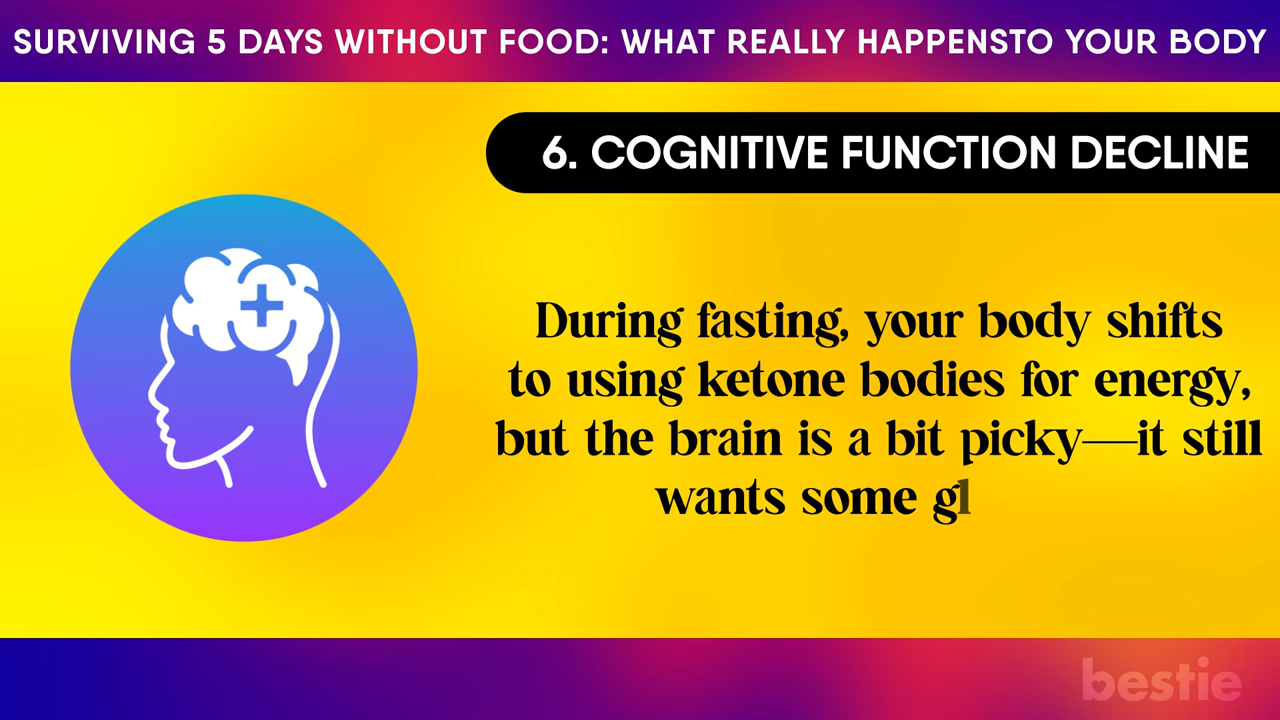 SURVIVING 5 DAYS WITHOUT FOOD: WHAT REALLY HAPPENSTO YOUR BODY
6. COGNITIVE FUNCTION DECLINE
During fasting, your body shifts
to using ketone bodies for energy,
but the brain is a bit picky—it still
wants some gl
bestie